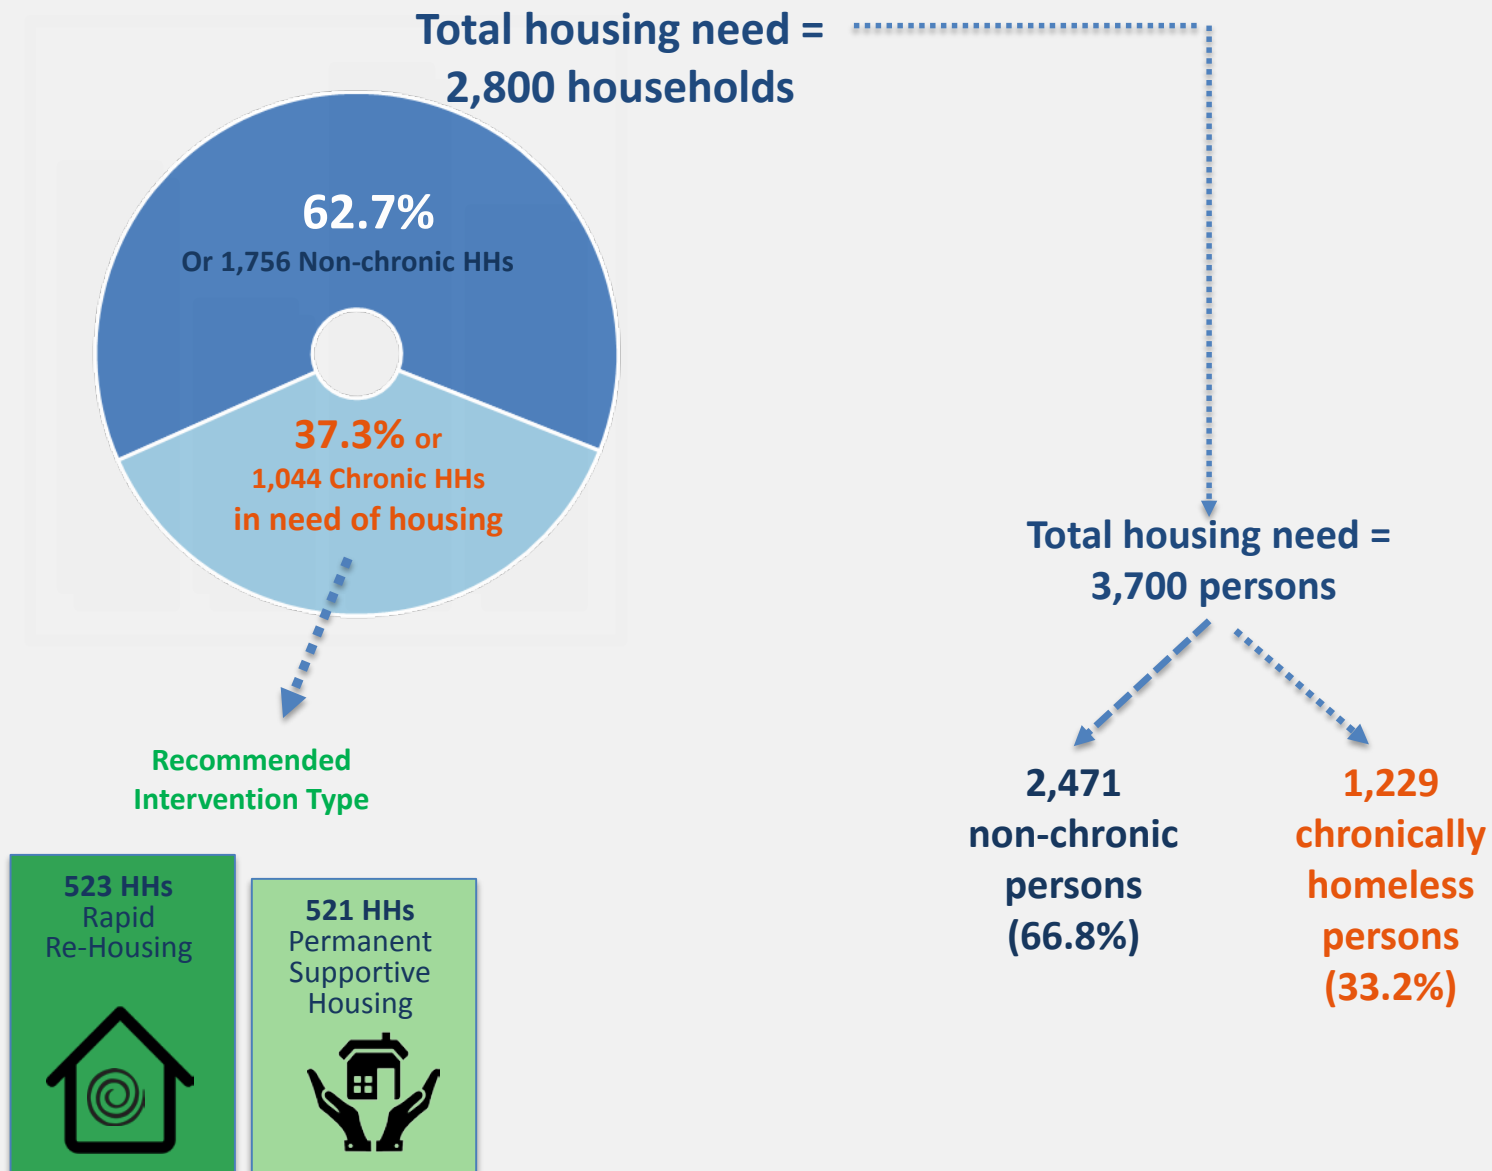 Total housing need =
2,800 households
62.7%
Or 1,756 Non-chronic HHs
37.3% or
1,044 Chronic HHs
in need of housing
Recommended
Intervention Type
523 HHs
Rapid
Re-Housing
521 HHs
Permanent
Supportive
Housing
Total housing need =
3,700 persons
2,471
non-chronic
persons
(66.8%)
1,229
chronically
homeless
persons
(33.2%)